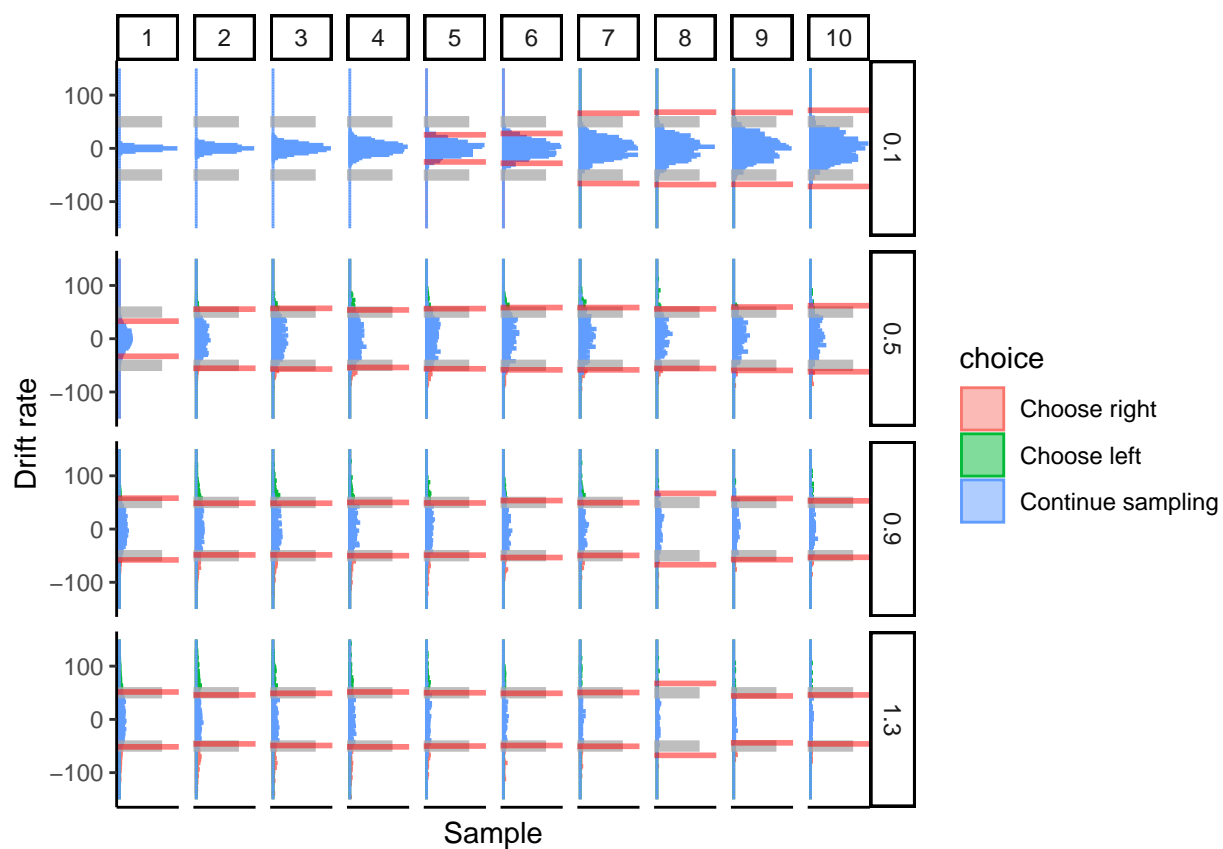 1 2 3 4 5 6 7 8 9 10
100
0
−100
0.1
100
0
−100
0.5
100
0
−100
0.9
100
0
−100
1.3
Drift rate
Sample
choice
Choose right
Choose left
Continue sampling